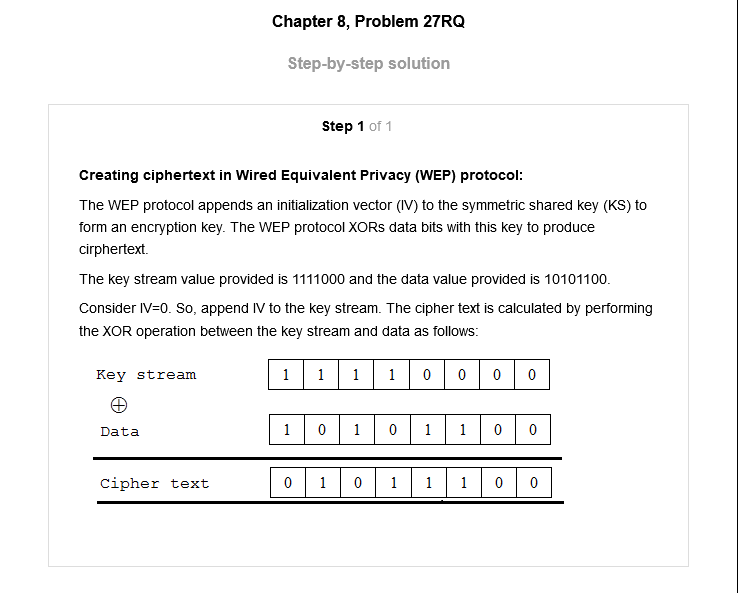 Chapter 8, Problem 27RQ
Step-by-step solution
Step 1 of 1
Creating ciphertext in Wired Equivalent Privacy (WEP) protocol:
The WEP protocol appends an initialization vector (IV) to the symmetric shared key (KS) to
form an encryption key. The WEP protocol XORs data bits with this key to produce
cirphertext.
The key stream value provided is 1111000 and the data value provided is 10101100.
Consider IV=0. So, append IV to the key stream. The cipher text is calculated by performing
the XOR operation between the key stream and data as follows:
Key stream 1 1 1 1 0 0 0 0
⊕
Data 1 0 1 0 1 1 0 0
Cipher text 0 1 0 1 1 1 0 0